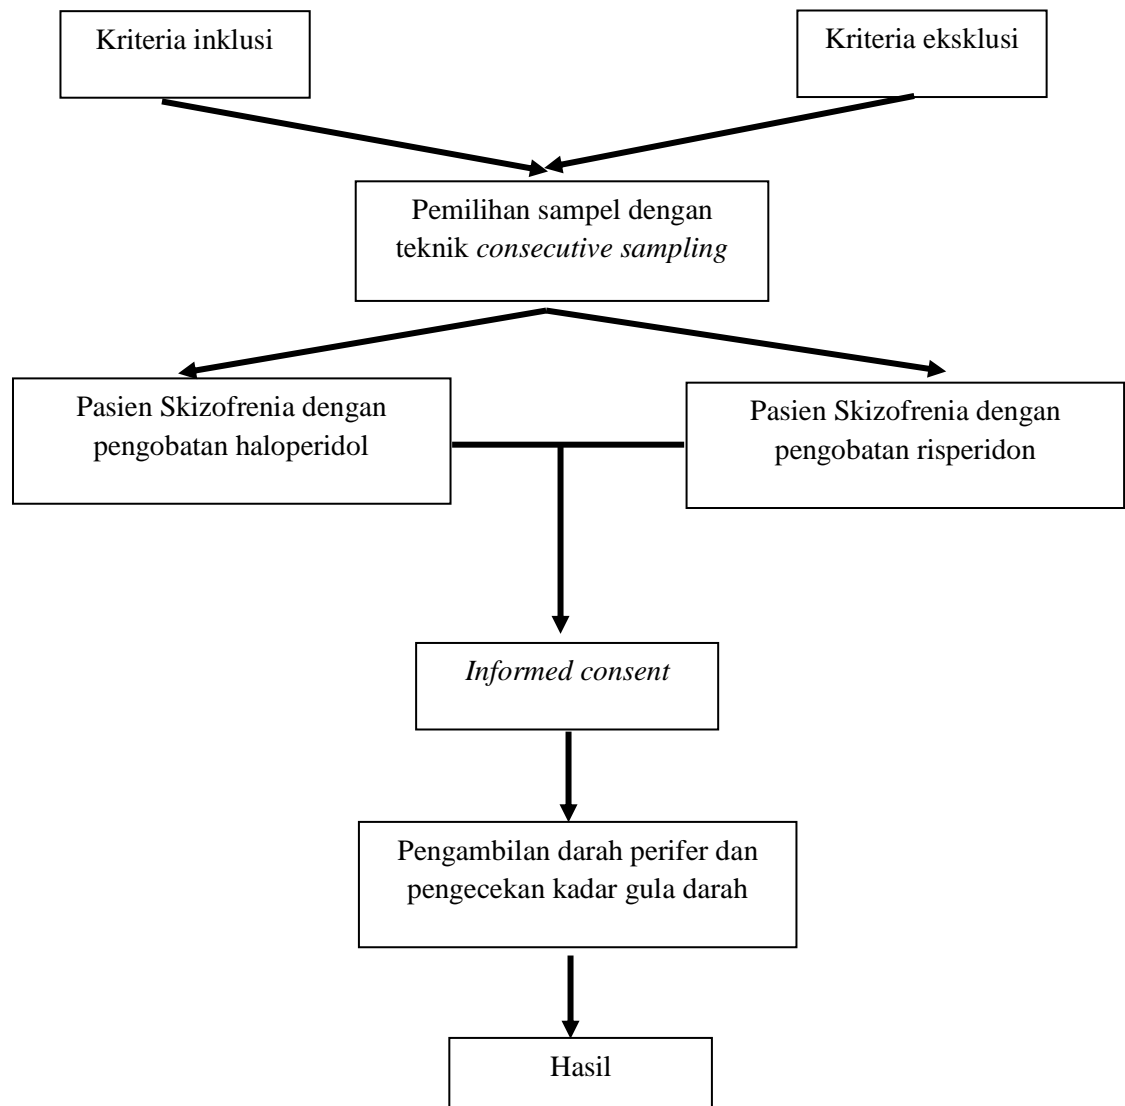 Kriteria inklusi
Kriteria eksklusi
Pemilihan sampel dengan
teknik consecutive sampling
Pasien Skizofrenia dengan
pengobatan haloperidol
Pasien Skizofrenia dengan
pengobatan risperidon
Informed consent
Pengambilan darah perifer dan
pengecekan kadar gula darah
Hasil